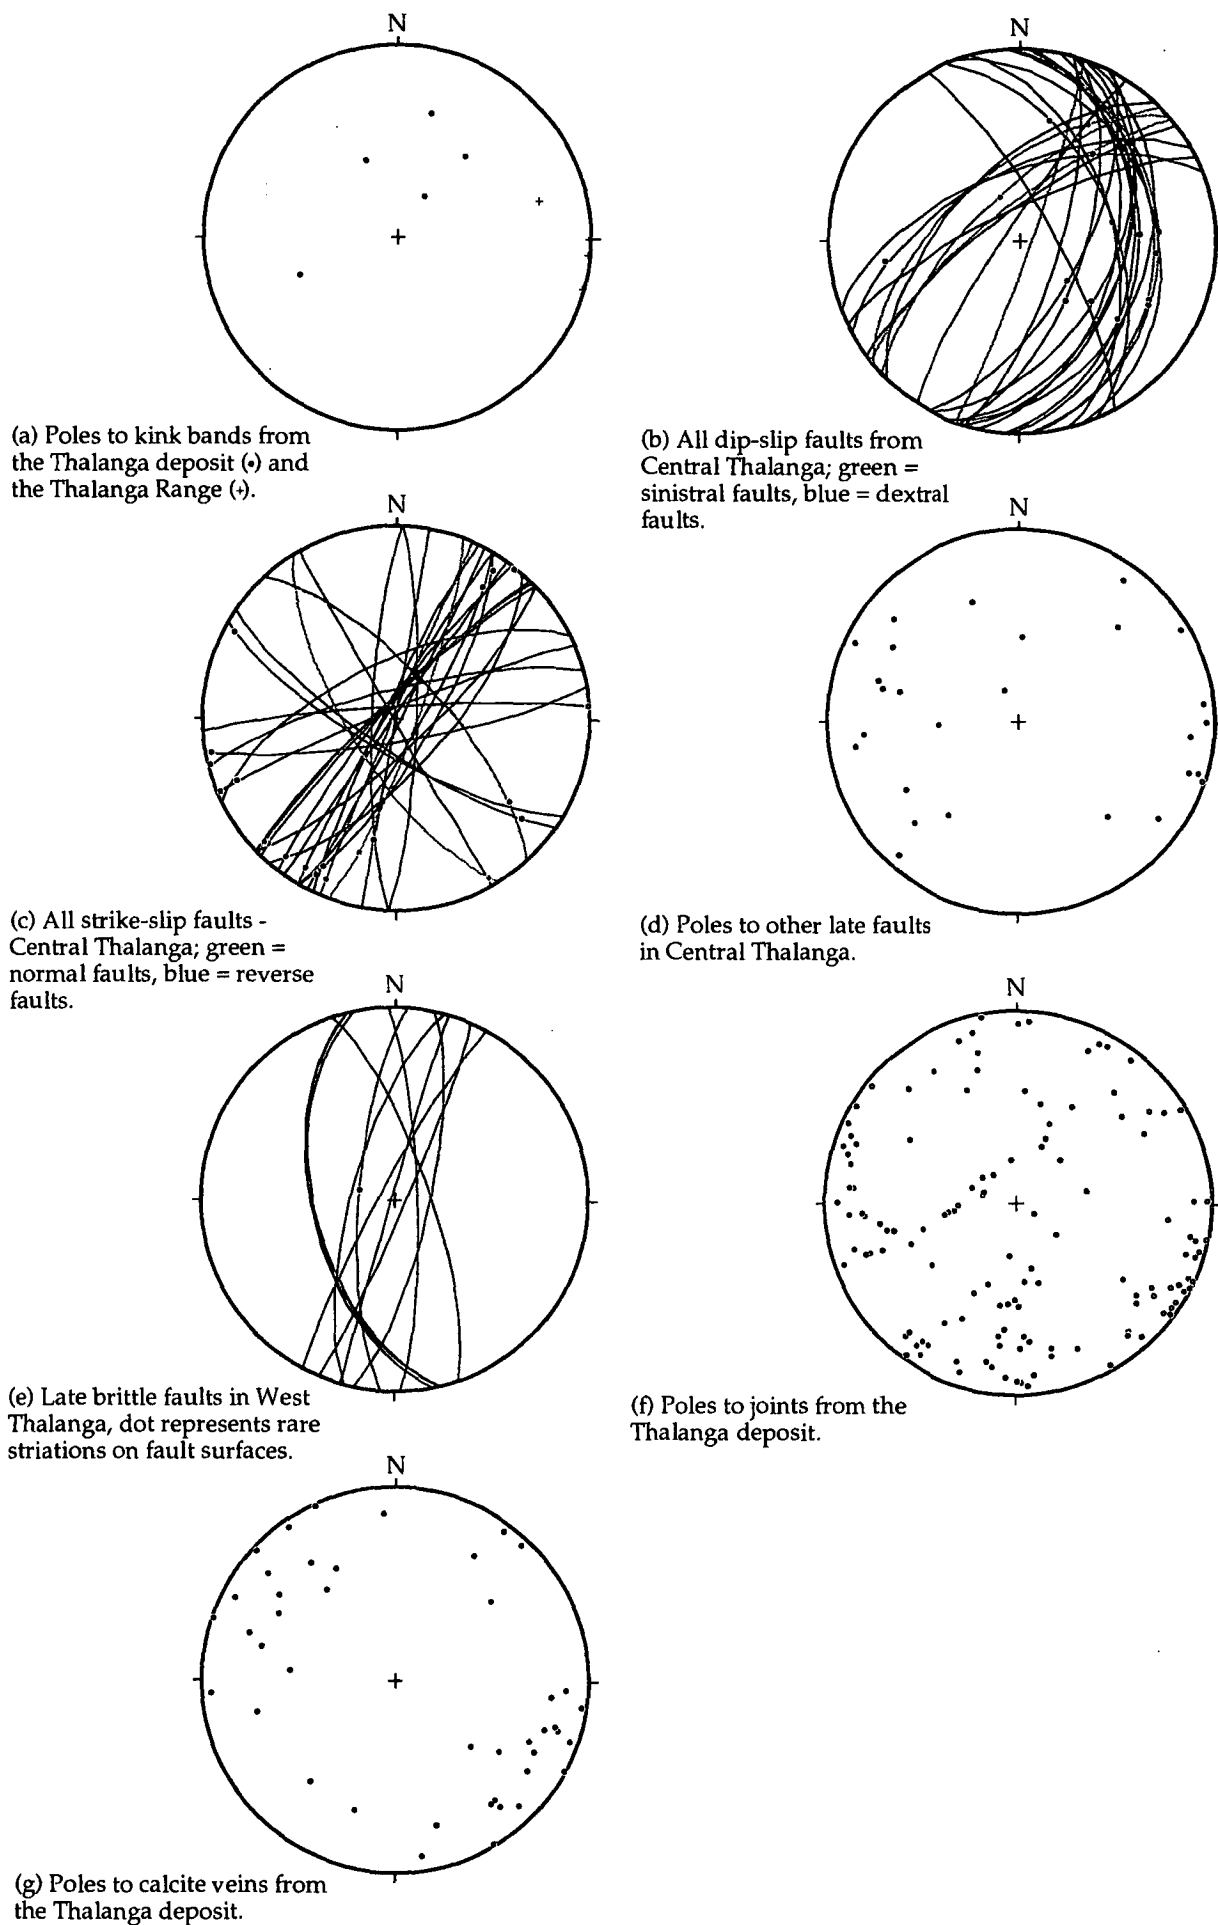 N
N
(a) Poles to kink bands from
the Thalanga deposit (•) and
the Thalanga Range (+).
(b) All dip-slip faults from
Central Thalanga; green =
sinistral faults, blue = dextral
faults.
N
N
(c) All strike-slip faults -
Central Thalanga; green =
normal faults, blue = reverse
faults.
(d) Poles to other late faults
in Central Thalanga.
N
N
(e) Late brittle faults in West
Thalanga, dot represents rare
striations on fault surfaces.
(f) Poles to joints from the
Thalanga deposit.
N
(g) Poles to calcite veins from
the Thalanga deposit.